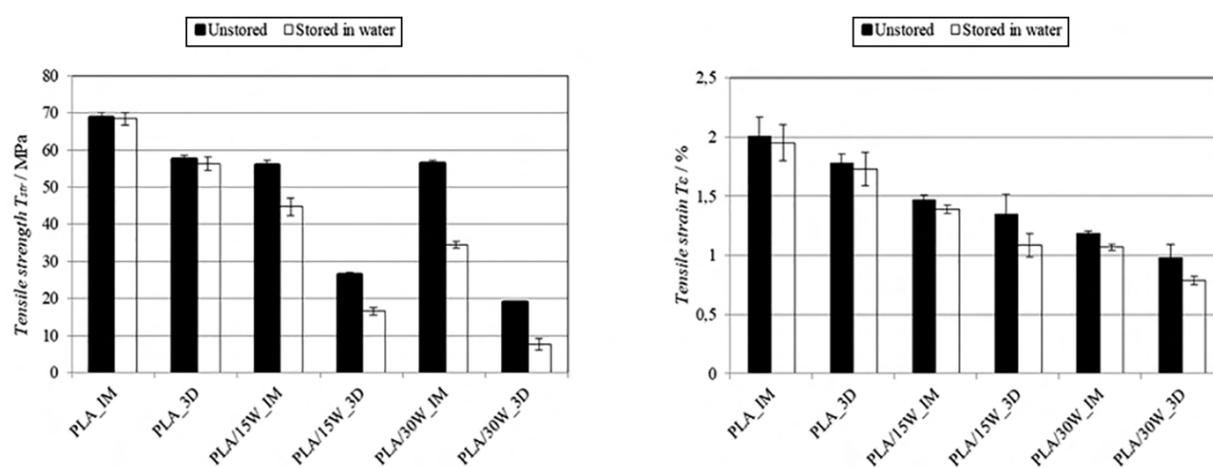 Unstored Stored in water
Tensile strength Tstr / MPa
80
70
60
50
40
30
20
10
0
PLA_IM
PLA_3D
PLA/15W_IM
PLA/15W_3D
PLA/30W_IM
PLA/30W_3D
Unstored Stored in water
Tensile strain Tε / %
2,5
2
1,5
1
0,5
0
PLA_IM
PLA_3D
PLA/15W_IM
PLA/15W_3D
PLA/30W_IM
PLA/30W_3D